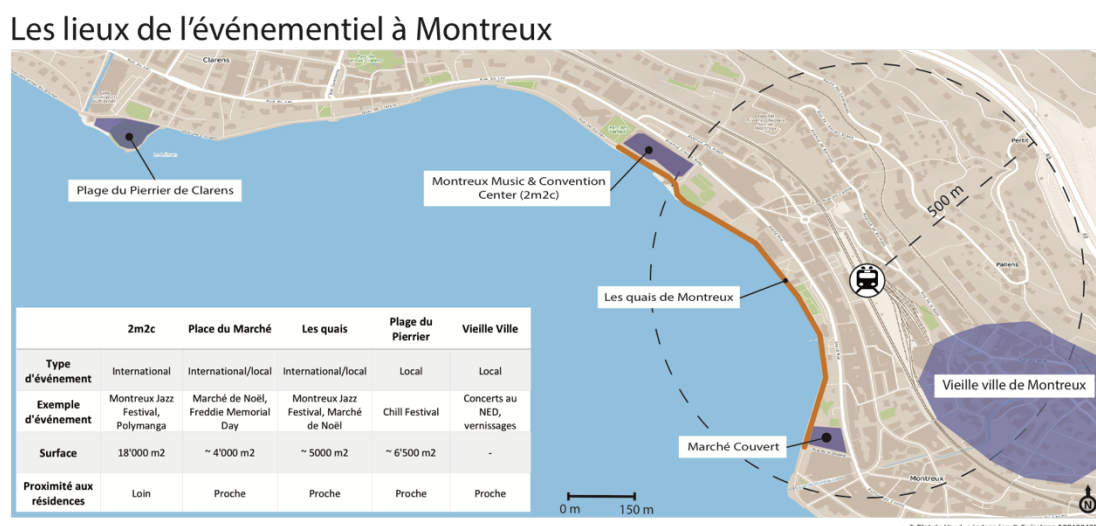 Les lieux de l'événementiel à Montreux
Clarens
Plage du Pierrier de Clarens
Montreux Music & Convention
Center (2m2c)
Pertit
500 m
Pallens
Les quais de Montreux
Vieille ville de Montreux
Marché Couvert
Montreux
0 m 150 m
N
2m2c Place du Marché Les quais Plage du Pierrier Vieille Ville
Type d'événement International International/local International/local Local Local
Exemple d'événement Montreux Jazz Festival, Polymanga Marché de Noël, Freddie Memorial Day Montreux Jazz Festival, Marché de Noël Chill Festival Concerts au NED, vernissages
Surface 18'000 m2 ~ 4'000 m2 ~ 5000 m2 ~ 6'500 m2 -
Proximité aux résidences Loin Proche Proche Proche Proche